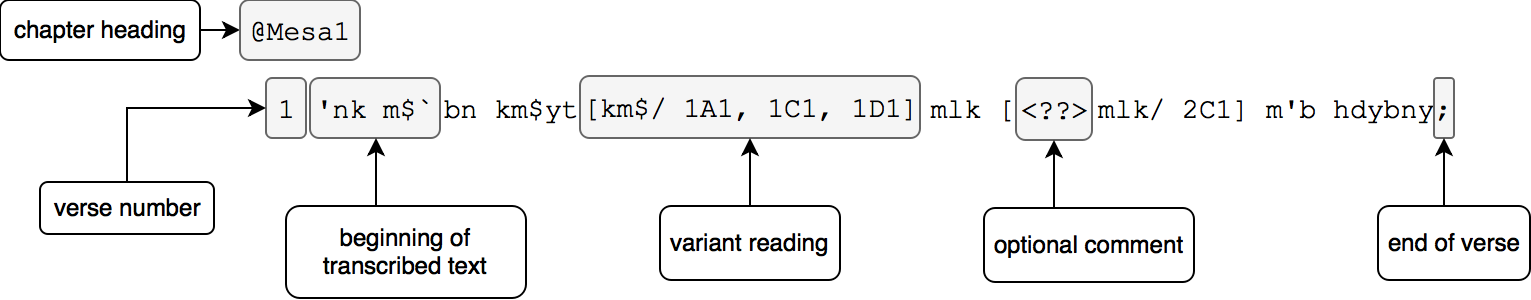 chapter heading
@Mesa1
1 'nk m$`bn km$yt[km$/ 1A1, 1C1, 1D1] mlk [<??>mlk/ 2C1] m'b hdybny;
verse number
beginning of
transcribed text
variant reading
optional comment
end of verse